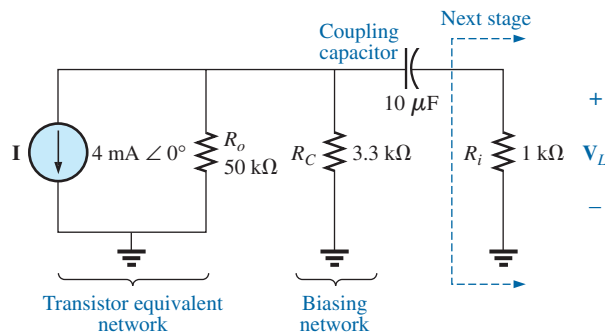 Next stage
Coupling
capacitor
10 μF
+
I
4 mA ∠ 0°
R_o
50 kΩ
R_C
3.3 kΩ
R_i
1 kΩ
V_L
−
Transistor equivalent
network
Biasing
network